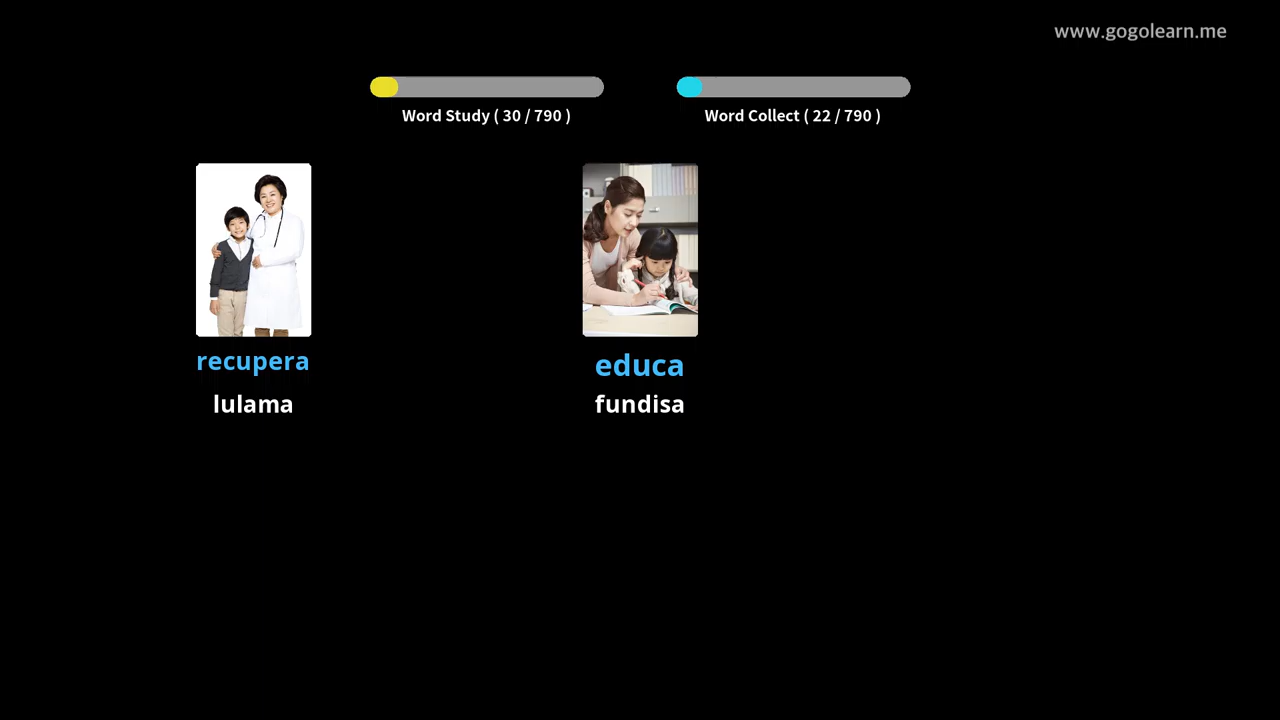 www.gogolearn.me
Word Study ( 30 / 790 )
Word Collect ( 22 / 790 )
recupera
lulama
educa
fundisa